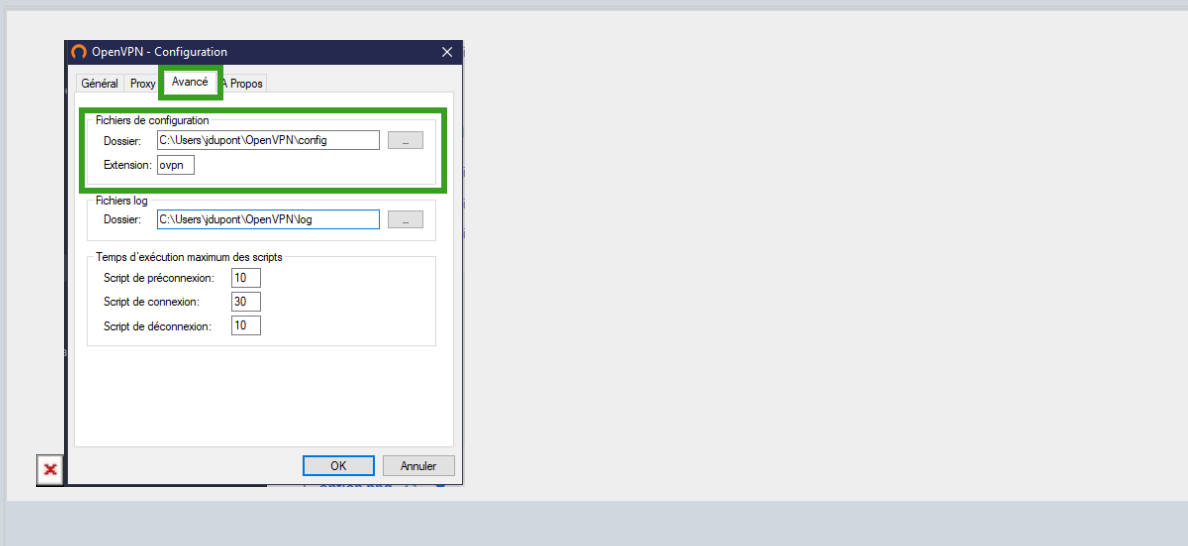 OpenVPN - Configuration
Général Proxy Avancé A Propos
Fichiers de configuration
Dossier: C:\Users\jdupont\OpenVPN\config ...
Extension: ovpn
Fichiers log
Dossier: C:\Users\jdupont\OpenVPN\log ...
Temps d'exécution maximum des scripts
Script de préconnexion: 10
Script de connexion: 30
Script de déconnexion: 10
OK Annuler